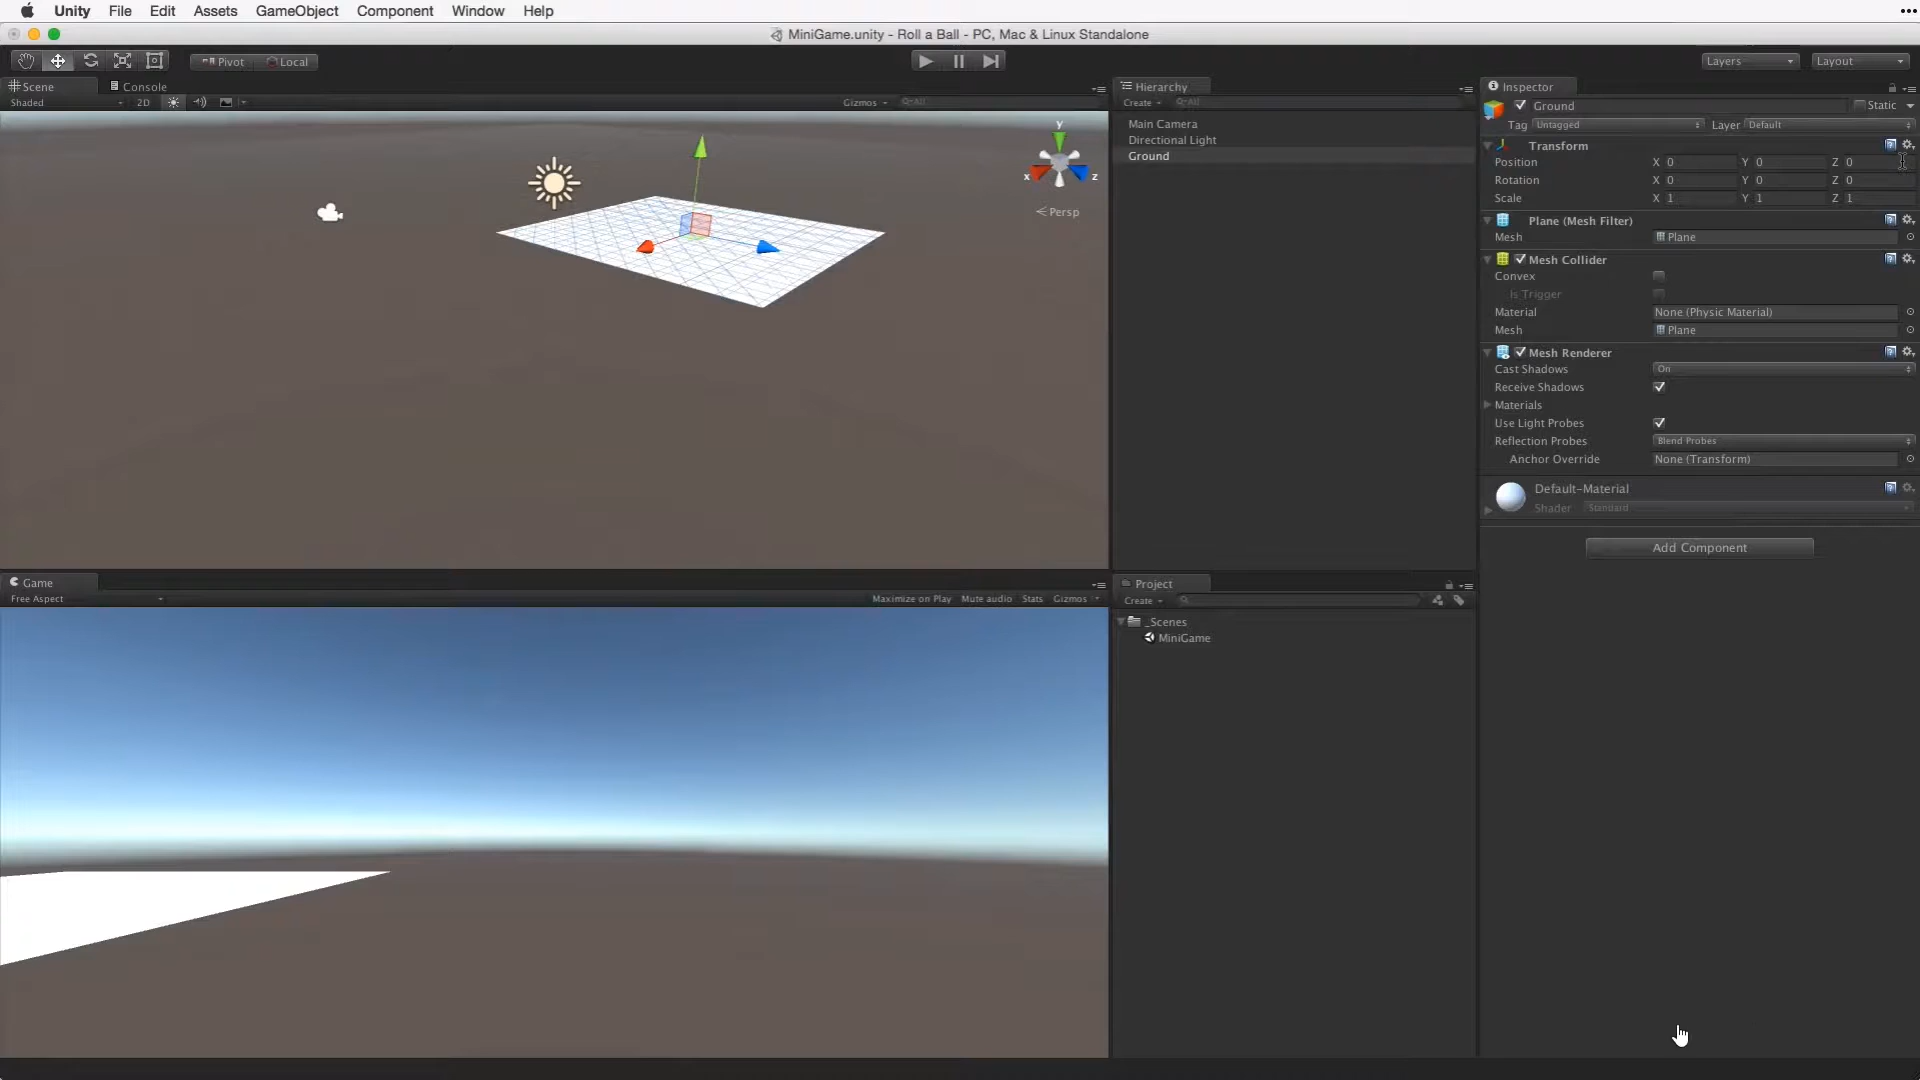 Unity File Edit Assets GameObject Component Window Help
MiniGame.unity - Roll a Ball - PC, Mac & Linux Standalone
Pivot Local
Layers Layout
Scene Console
Shaded 2D Gizmos All
y
x z
Persp
Hierarchy
Create All
Main Camera
Directional Light
Ground
Inspector
Ground Static
Tag Untagged Layer Default
Transform
Position X 0 Y 0 Z 0
Rotation X 0 Y 0 Z 0
Scale X 1 Y 1 Z 1
Plane (Mesh Filter)
Mesh Plane
Mesh Collider
Convex
Is Trigger
Material None (Physic Material)
Mesh Plane
Mesh Renderer
Cast Shadows On
Receive Shadows
Materials
Use Light Probes
Reflection Probes Blend Probes
Anchor Override None (Transform)
Default-Material
Shader Standard
Add Component
Game
Free Aspect Maximize on Play Mute audio Stats Gizmos
Project
Create
_Scenes
MiniGame